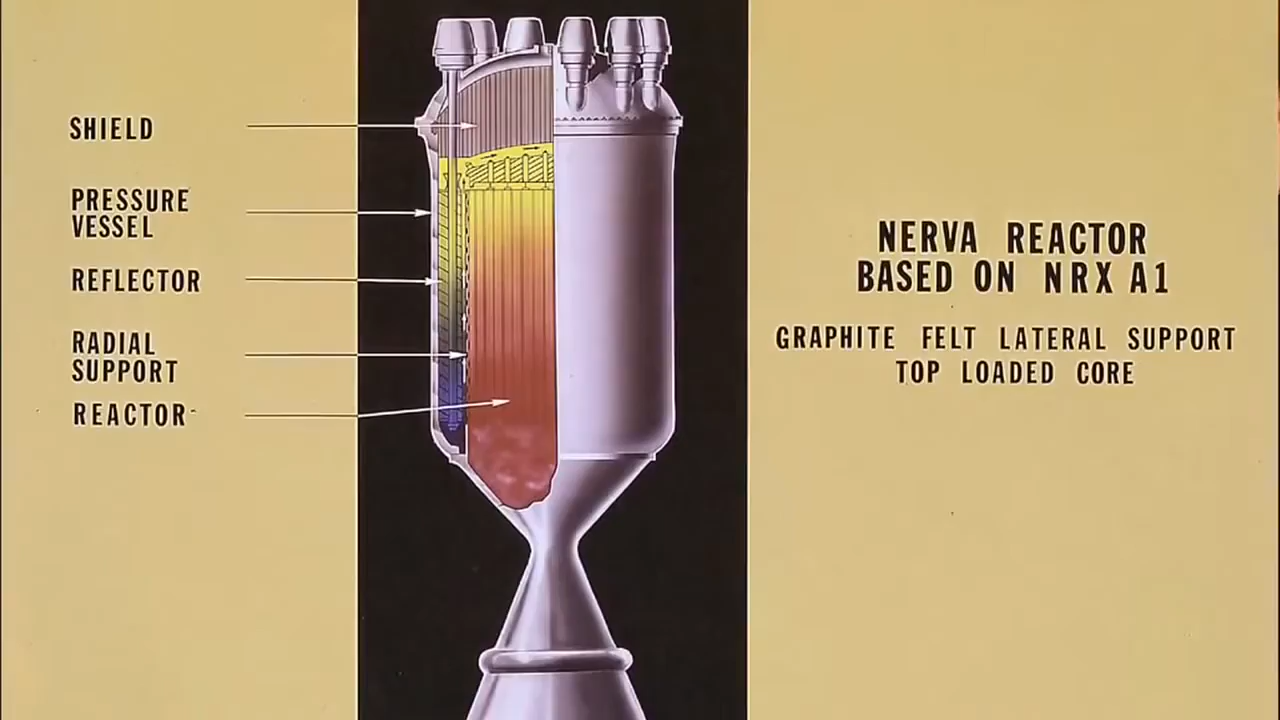 SHIELD
PRESSURE
VESSEL
REFLECTOR
RADIAL
SUPPORT
REACTOR
NERVA REACTOR
BASED ON NRX A1
GRAPHITE FELT LATERAL SUPPORT
TOP LOADED CORE